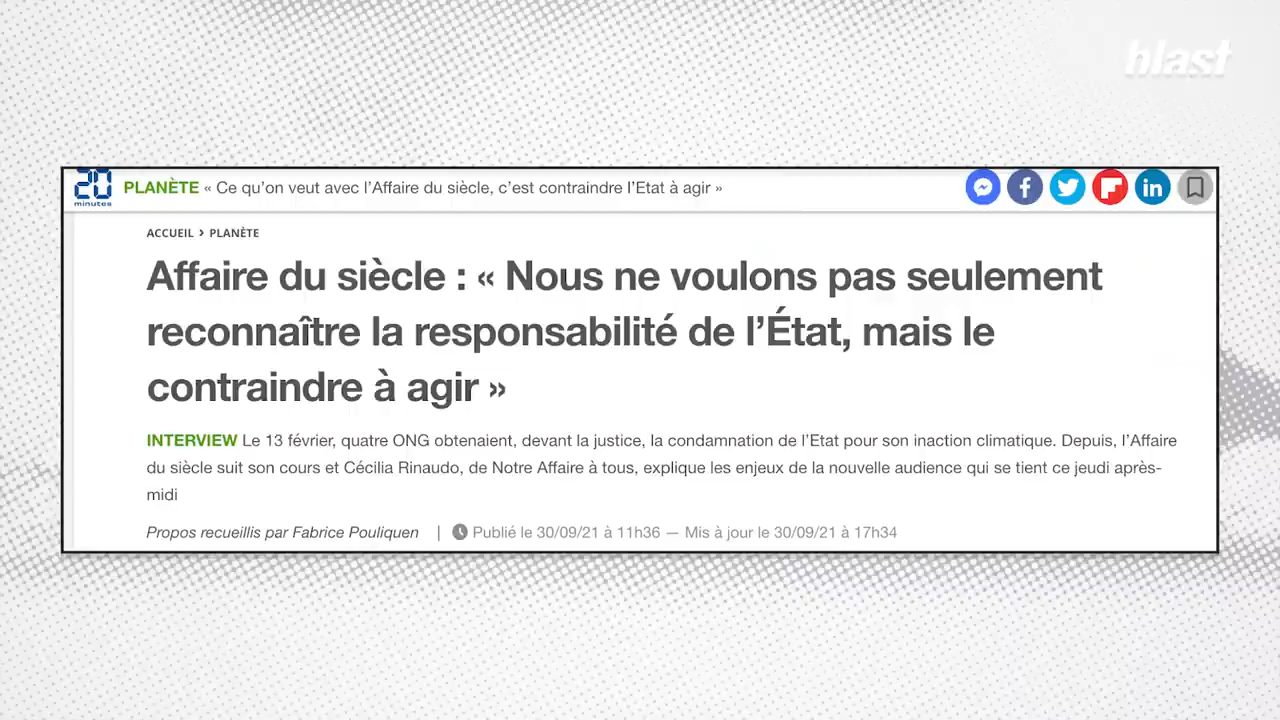 blast
20
minutes
PLANÈTE « Ce qu’on veut avec l’Affaire du siècle, c’est contraindre l’Etat à agir »
ACCUEIL › PLANÈTE
Affaire du siècle : « Nous ne voulons pas seulement
reconnaître la responsabilité de l’État, mais le
contraindre à agir »
INTERVIEW Le 13 février, quatre ONG obtenaient, devant la justice, la condamnation de l’Etat pour son inaction climatique. Depuis, l’Affaire
du siècle suit son cours et Cécilia Rinaudo, de Notre Affaire à tous, explique les enjeux de la nouvelle audience qui se tient ce jeudi après-
midi
Propos recueillis par Fabrice Pouliquen | Publié le 30/09/21 à 11h36 — Mis à jour le 30/09/21 à 17h34